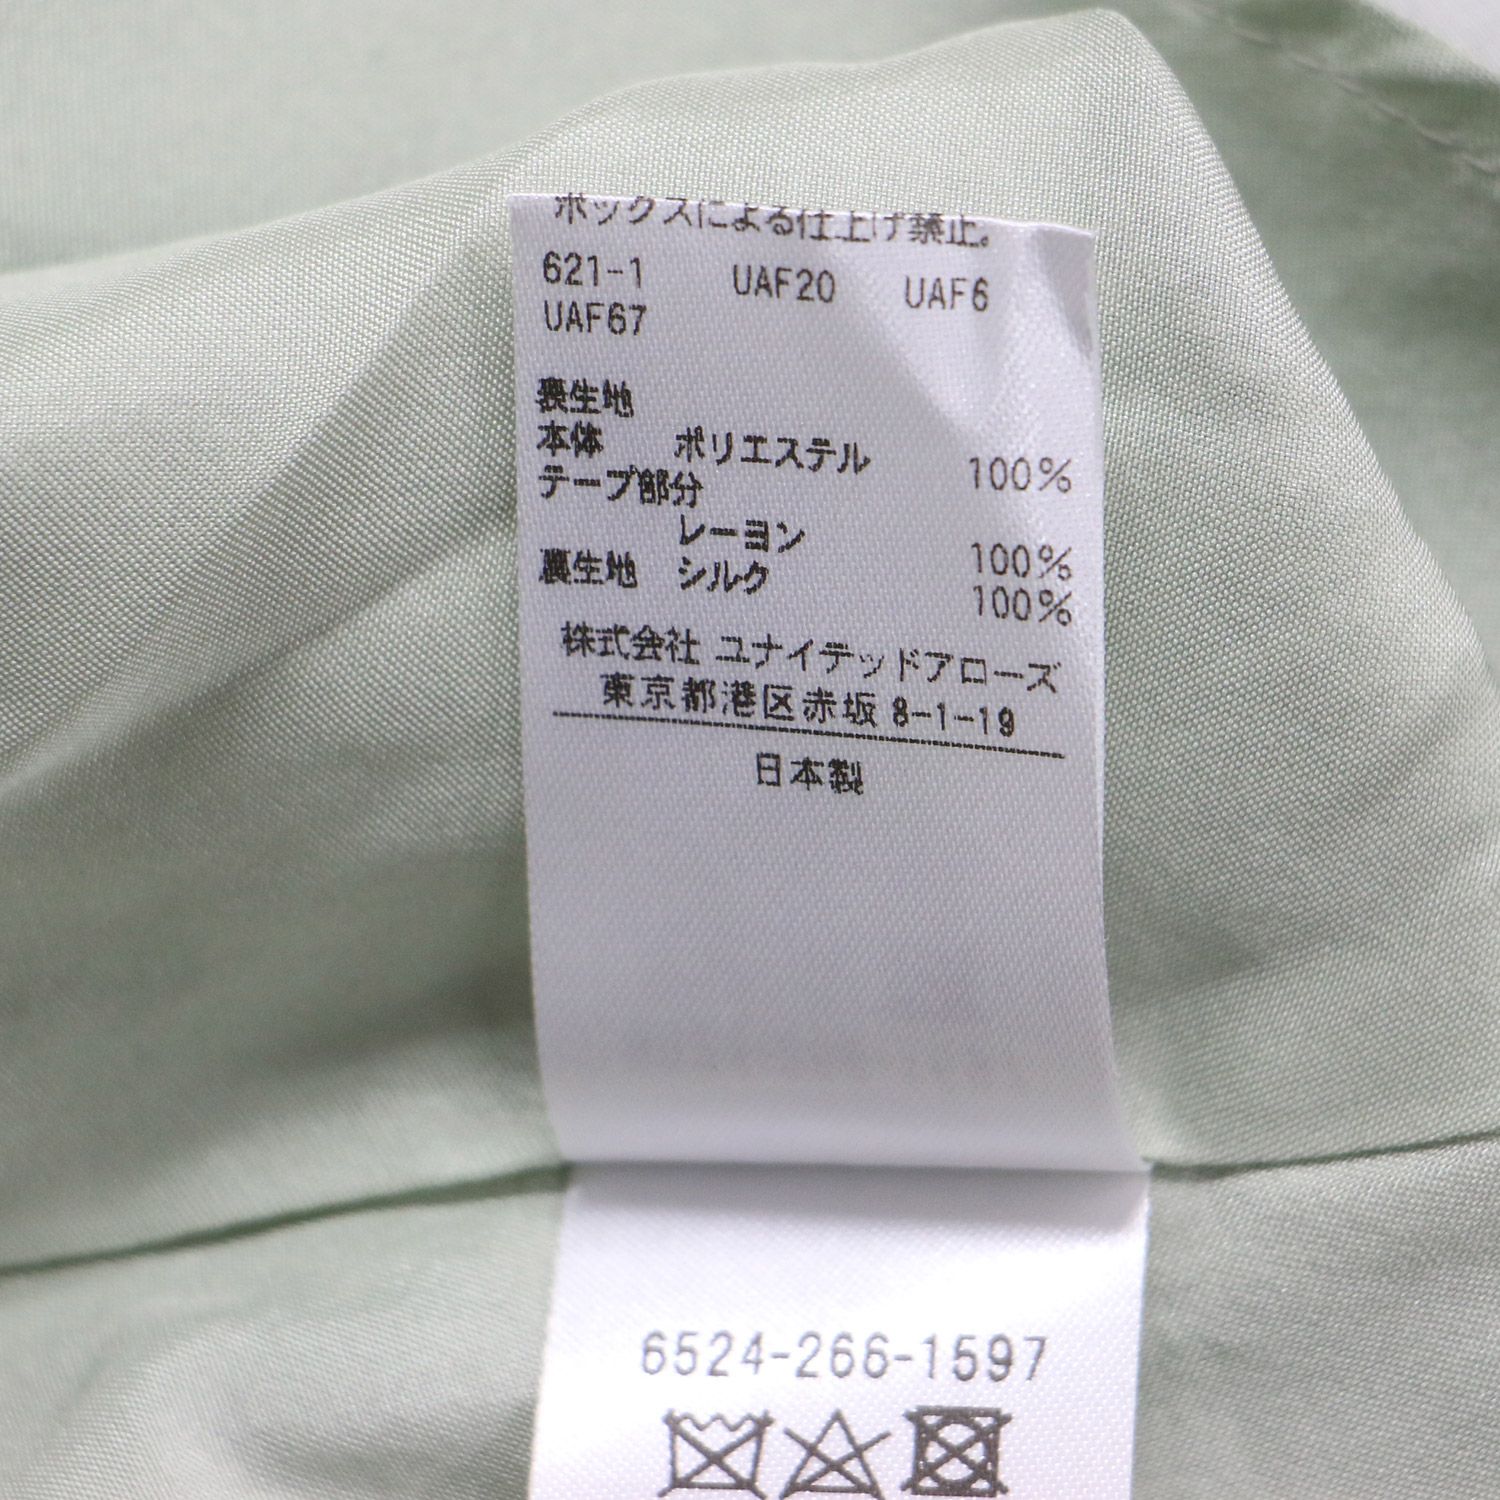 ボックスによる仕上げ禁止。
621-1 UAF20 UAF6
UAF67
表生地
本体 ポリエステル 100%
テープ部分
レーヨン 100%
裏生地 シルク 100%
株式会社 ユナイテッドアローズ
東京都港区赤坂 8-1-19
日本製
6524-266-1597